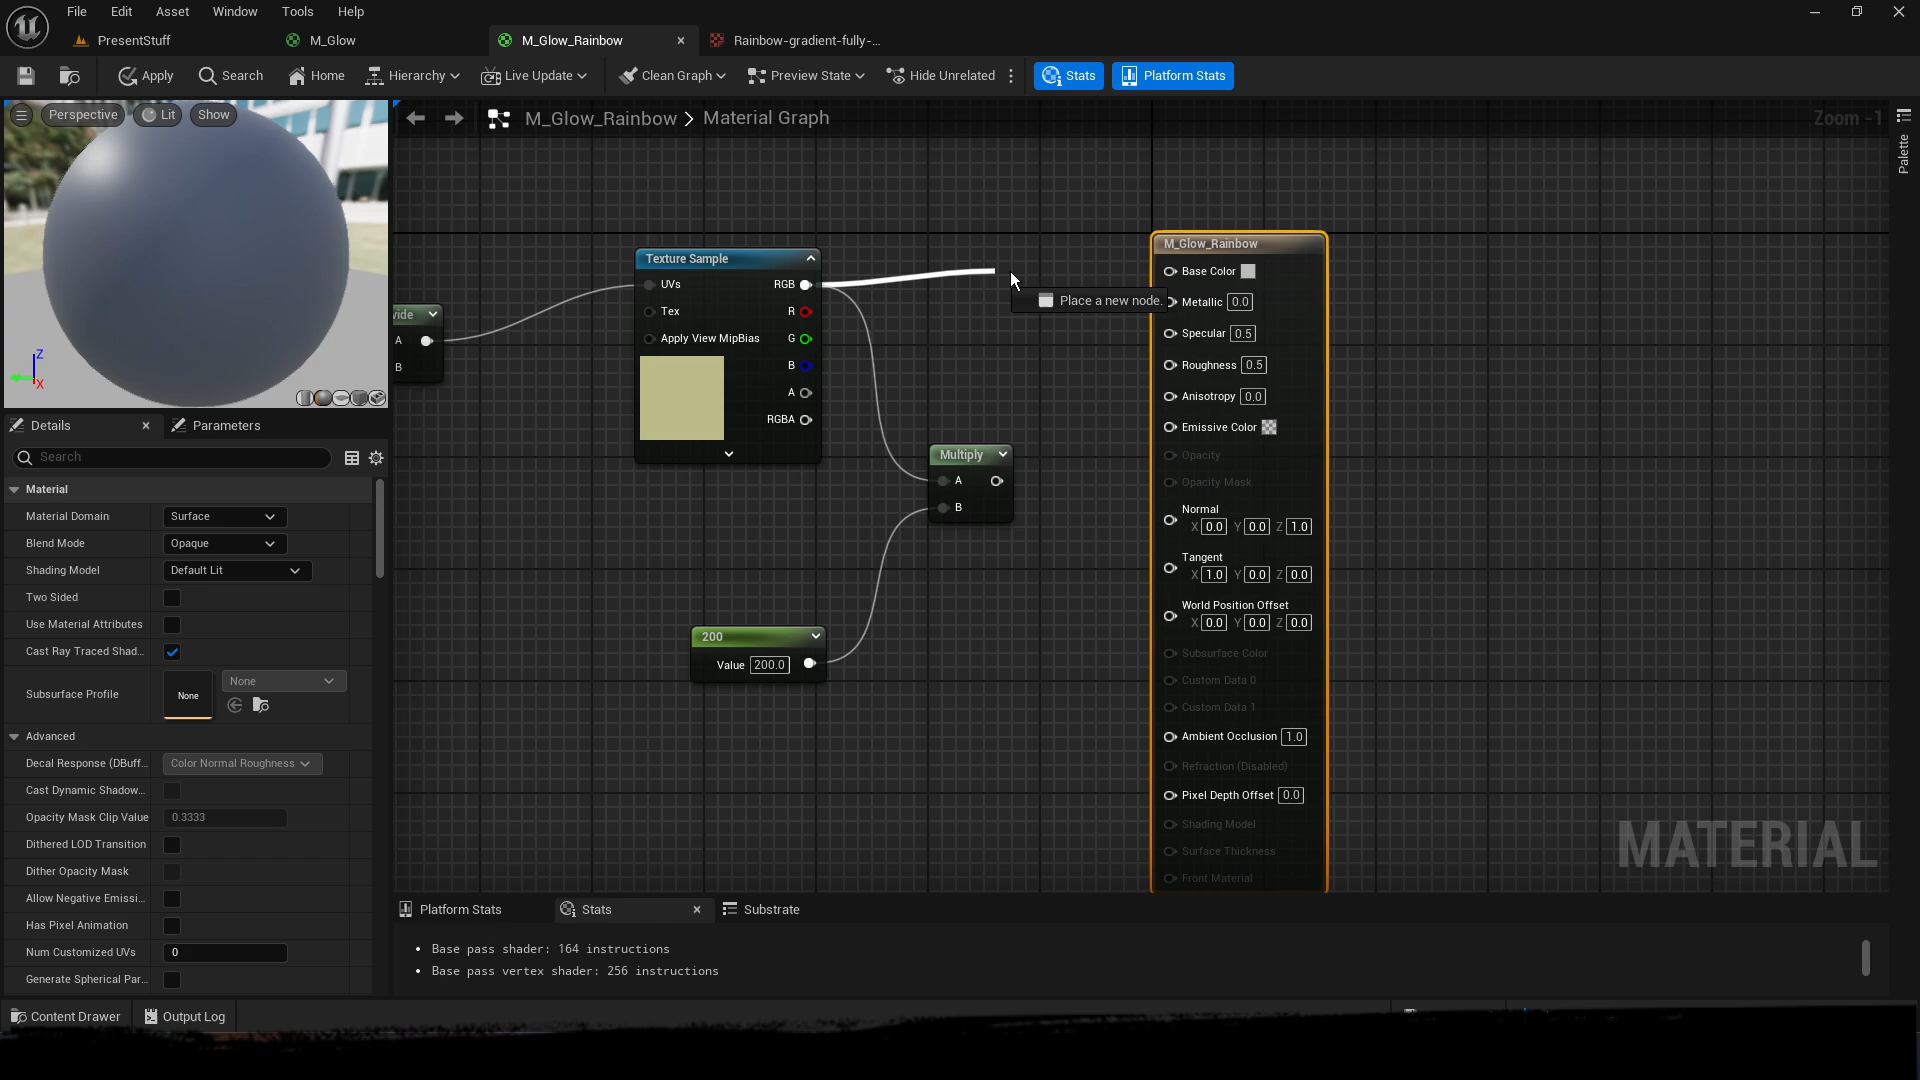 File Edit Asset Window Tools Help
PresentStuff M_Glow M_Glow_Rainbow Rainbow-gradient-fully-...
Apply Search Home Hierarchy Live Update Clean Graph Preview State Hide Unrelated Stats Platform Stats
Perspective Lit Show
M_Glow_Rainbow > Material Graph
Zoom -1
Palette
Z
X
vide
A
B
Texture Sample
UVs RGB
Tex R
Apply View MipBias G
B
A
RGBA
Place a new node.
Multiply
A
B
200
Value 200.0
M_Glow_Rainbow
Base Color
Metallic 0.0
Specular 0.5
Roughness 0.5
Anisotropy 0.0
Emissive Color
Opacity
Opacity Mask
Normal
X 0.0 Y 0.0 Z 1.0
Tangent
X 1.0 Y 0.0 Z 0.0
World Position Offset
X 0.0 Y 0.0 Z 0.0
Subsurface Color
Custom Data 0
Custom Data 1
Ambient Occlusion 1.0
Refraction (Disabled)
Pixel Depth Offset 0.0
Shading Model
Surface Thickness
Front Material
MATERIAL
Details Parameters
Search
Material
Material Domain Surface
Blend Mode Opaque
Shading Model Default Lit
Two Sided
Use Material Attributes
Cast Ray Traced Shad...
Subsurface Profile None None
Advanced
Decal Response (DBuff... Color Normal Roughness
Cast Dynamic Shadow...
Opacity Mask Clip Value 0.3333
Dithered LOD Transition
Dither Opacity Mask
Allow Negative Emissi...
Has Pixel Animation
Num Customized UVs 0
Generate Spherical Par...
Platform Stats Stats Substrate
• Base pass shader: 164 instructions
• Base pass vertex shader: 256 instructions
Content Drawer Output Log